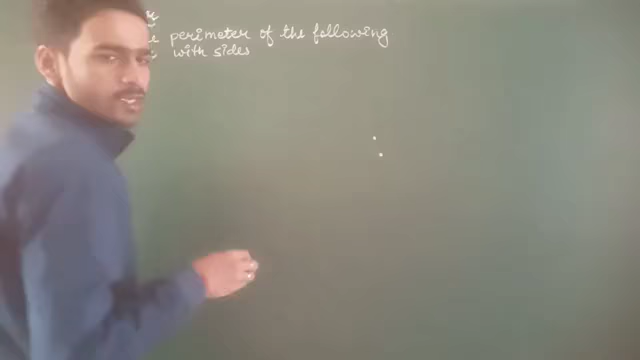 perimeter of the following
with sides